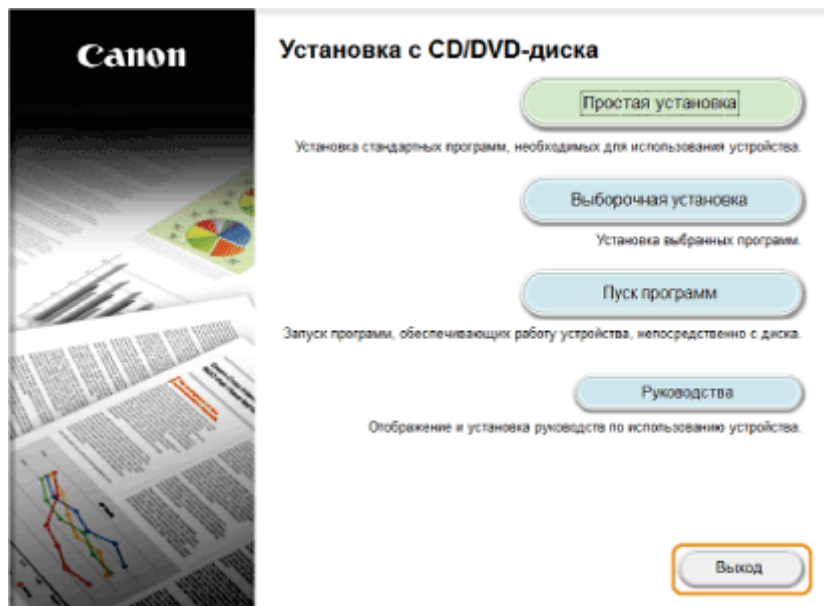 Canon
Установка с CD/DVD-диска
Простая установка
Установка стандартных программ, необходимых для использования устройства.
Выборочная установка
Установка выбранных программ.
Пуск программ
Запуск программ, обеспечивающих работу устройства, непосредственно с диска.
Руководства
Отображение и установка руководств по использованию устройства.
Выход